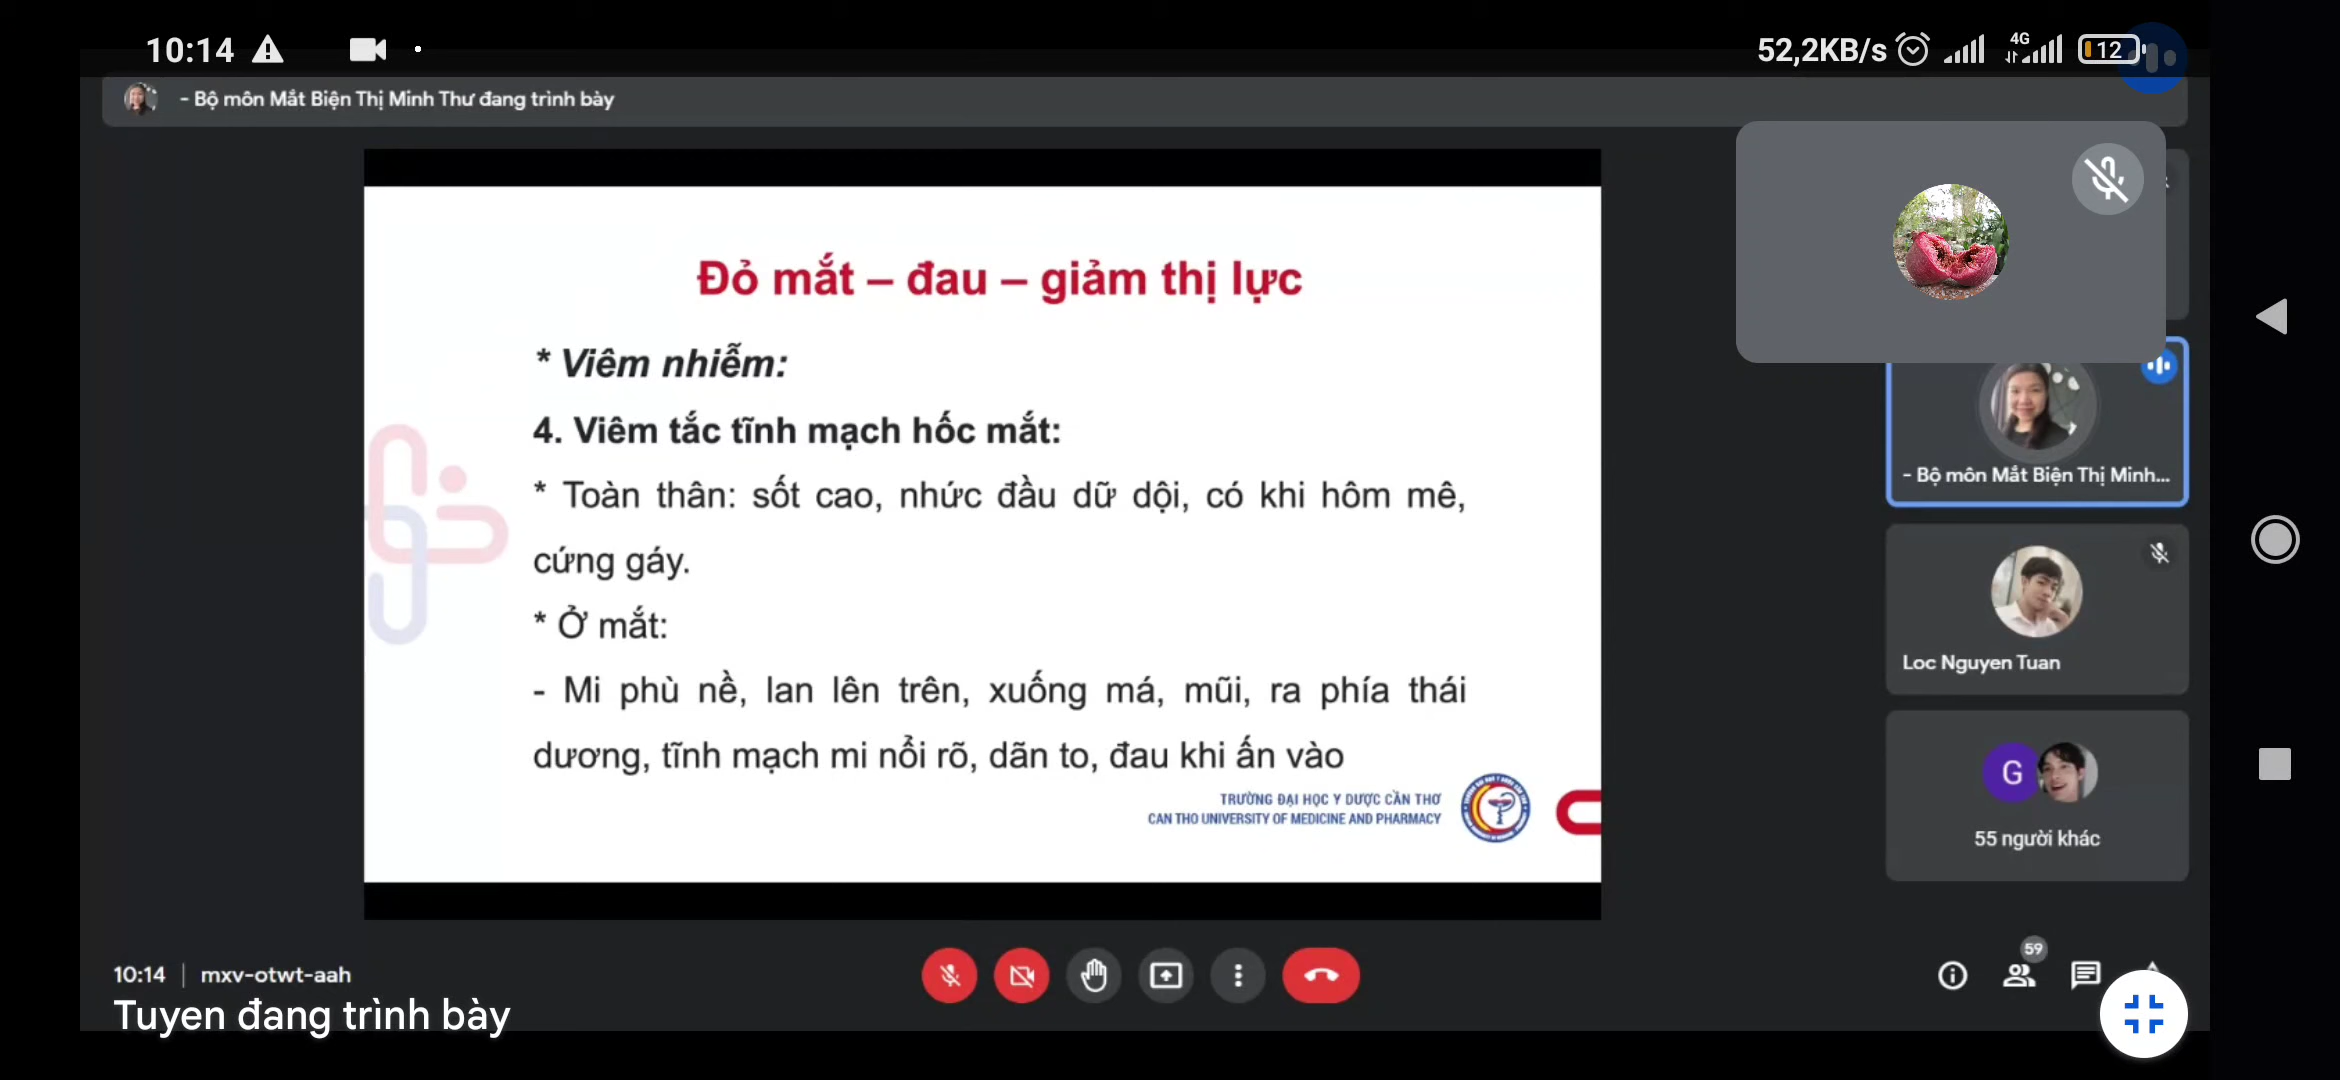 10:14
52,2KB/s
4G
12
- Bộ môn Mắt Biện Thị Minh Thư đang trình bày
Đỏ mắt – đau – giảm thị lực
* Viêm nhiễm:
4. Viêm tắc tĩnh mạch hốc mắt:
* Toàn thân: sốt cao, nhức đầu dữ dội, có khi hôm mê,
cứng gáy.
* Ở mắt:
- Mi phù nề, lan lên trên, xuống má, mũi, ra phía thái
dương, tĩnh mạch mi nổi rõ, dãn to, đau khi ấn vào
TRƯỜNG ĐẠI HỌC Y DƯỢC CẦN THƠ
CAN THO UNIVERSITY OF MEDICINE AND PHARMACY
- Bộ môn Mắt Biện Thị Minh...
Loc Nguyen Tuan
G
55 người khác
10:14 | mxv-otwt-aah
59
Tuyen đang trình bày